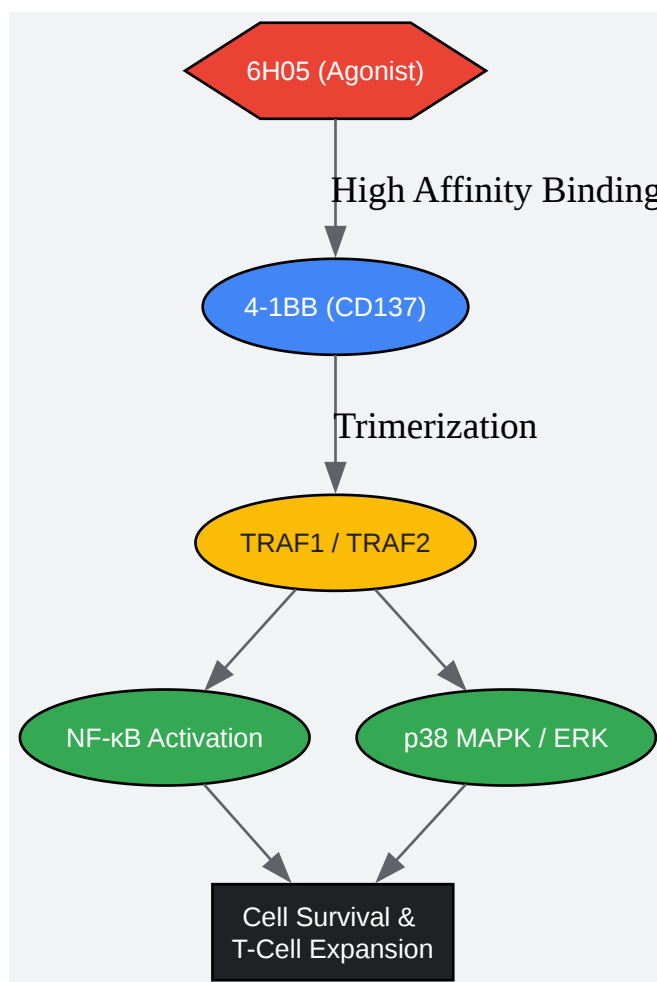 6H05 (Agonist)
High Affinity Binding
4-1BB (CD137)
Trimerization
TRAF1 / TRAF2
NF-κB Activation
p38 MAPK / ERK
Cell Survival &
T-Cell Expansion